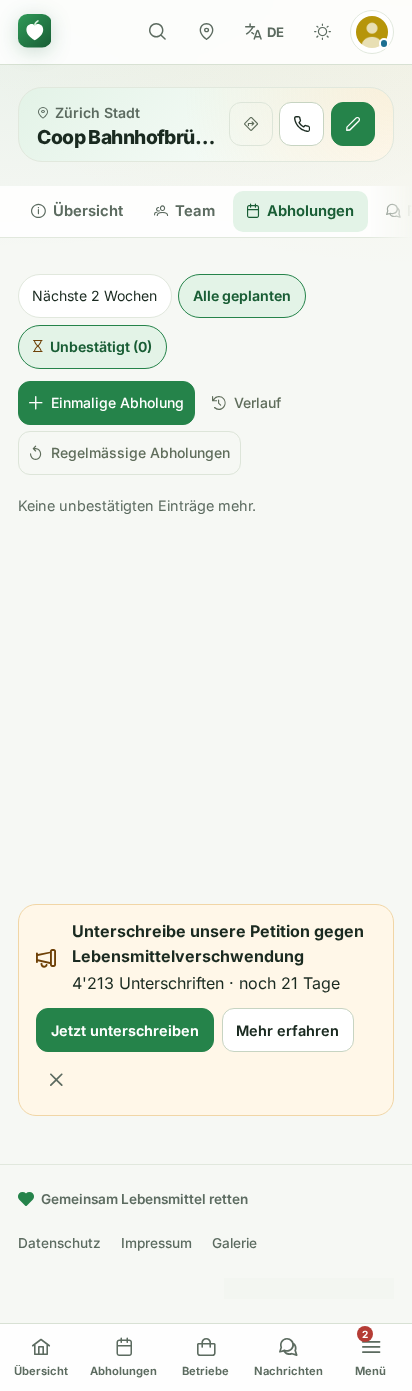 DE
Zürich Stadt
Coop Bahnhofbrü…
Übersicht
Team
Abholungen
Nächste 2 Wochen
Alle geplanten
Unbestätigt (0)
Einmalige Abholung
Verlauf
Regelmässige Abholungen
Keine unbestätigten Einträge mehr.
Unterschreibe unsere Petition gegen
Lebensmittelverschwendung
4'213 Unterschriften · noch 21 Tage
Jetzt unterschreiben
Mehr erfahren
Gemeinsam Lebensmittel retten
Datenschutz Impressum Galerie
2
Übersicht Abholungen Betriebe Nachrichten Menü